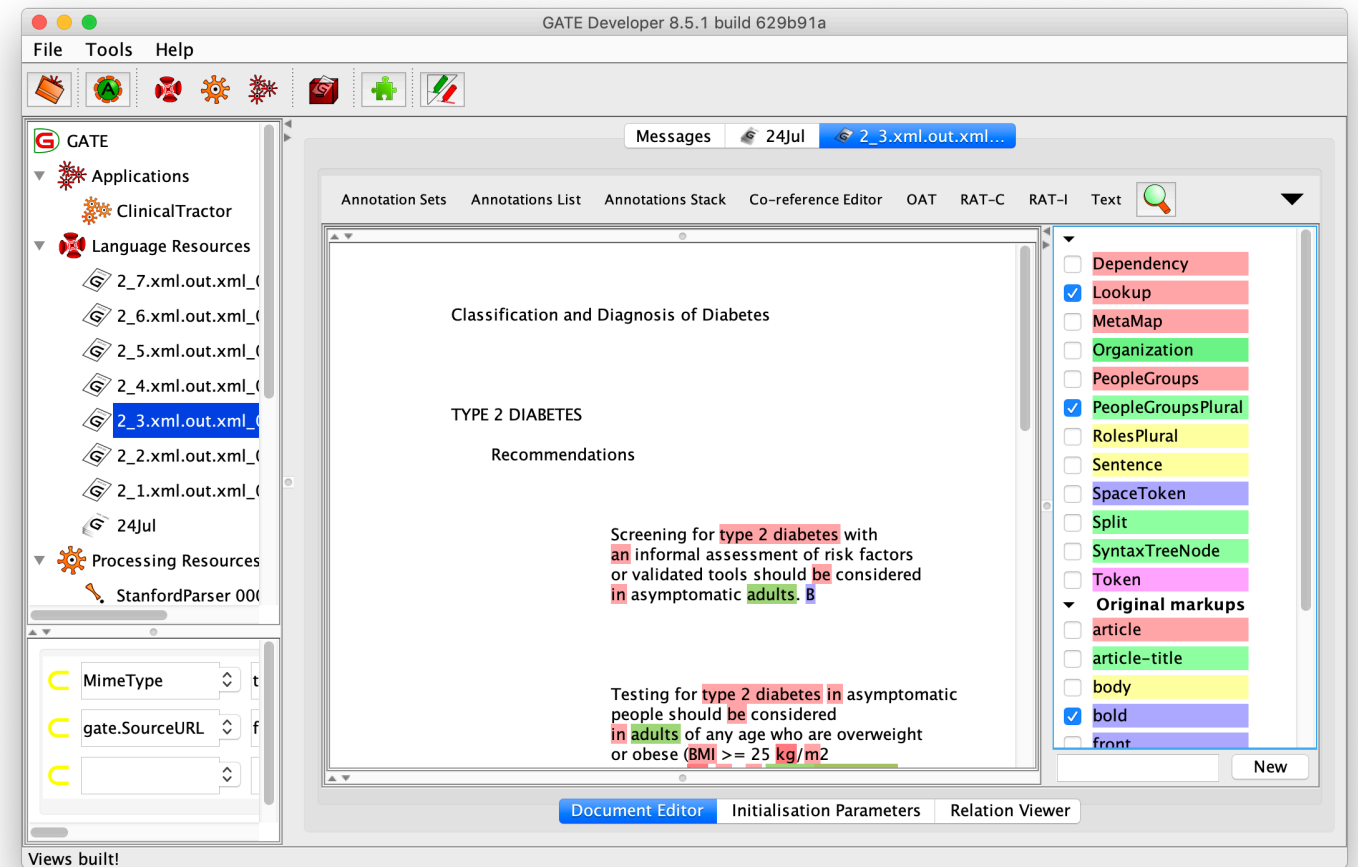 GATE Developer 8.5.1 build 629b91a
File Tools Help
GATE
Applications
ClinicalTractor
Language Resources
2_7.xml.out.xml_
2_6.xml.out.xml_
2_5.xml.out.xml_
2_4.xml.out.xml_
2_3.xml.out.xml_
2_2.xml.out.xml_
2_1.xml.out.xml_
24Jul
Processing Resources
StanfordParser 00
MimeType t
gate.SourceURL f
Messages 24Jul 2_3.xml.out.xml...
Annotation Sets Annotations List Annotations Stack Co-reference Editor OAT RAT-C RAT-I Text
Classification and Diagnosis of Diabetes
TYPE 2 DIABETES
Recommendations
Screening for type 2 diabetes with
an informal assessment of risk factors
or validated tools should be considered
in asymptomatic adults. B
Testing for type 2 diabetes in asymptomatic
people should be considered
in adults of any age who are overweight
or obese (BMI >= 25 kg/m2
Dependency
Lookup
MetaMap
Organization
PeopleGroups
PeopleGroupsPlural
RolesPlural
Sentence
SpaceToken
Split
SyntaxTreeNode
Token
Original markups
article
article-title
body
bold
front
New
Document Editor Initialisation Parameters Relation Viewer
Views built!